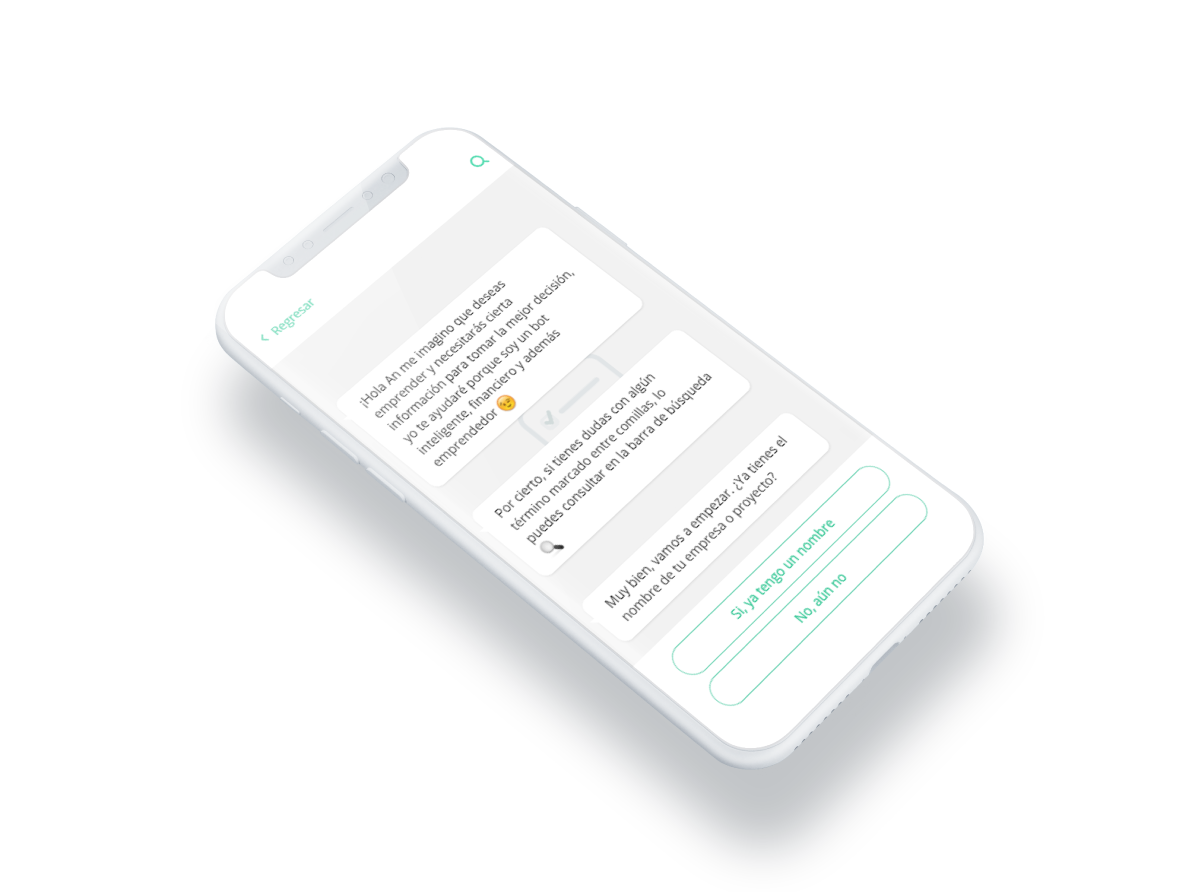 Regresar
¡Hola An me imagino que deseas
emprender y necesitarás cierta
información para tomar la mejor decisión,
yo te ayudaré porque soy un bot
inteligente, financiero y además
emprendedor
Por cierto, si tienes dudas con algún
término marcado entre comillas, lo
puedes consultar en la barra de búsqueda
Muy bien, vamos a empezar. ¿Ya tienes el
nombre de tu empresa o proyecto?
Si, ya tengo un nombre
No, aún no